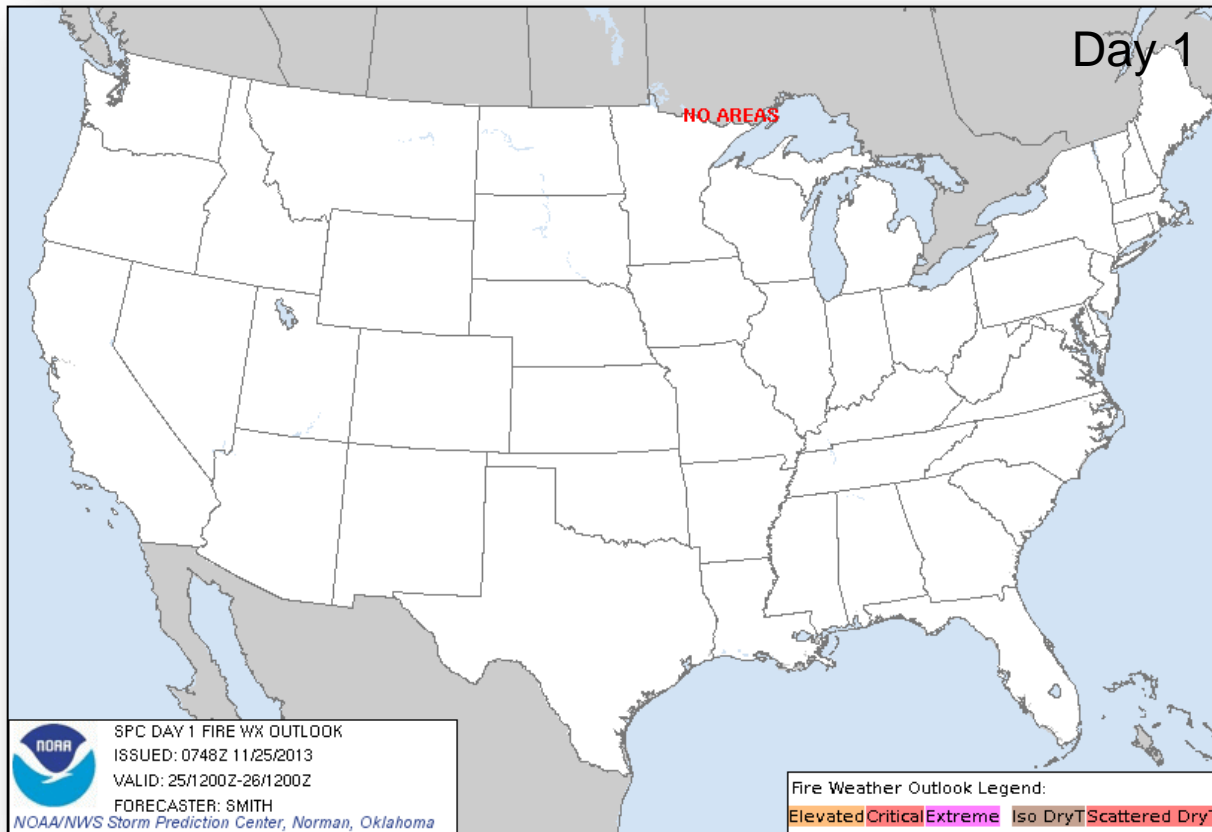 Day 1
NO AREAS
NOAA
SPC DAY 1 FIRE WX OUTLOOK
ISSUED: 0748Z 11/25/2013
VALID: 25/1200Z-26/1200Z
FORECASTER: SMITH
NOAA/NWS Storm Prediction Center, Norman, Oklahoma
Fire Weather Outlook Legend:
Elevated Critical Extreme Iso DryT Scattered DryT